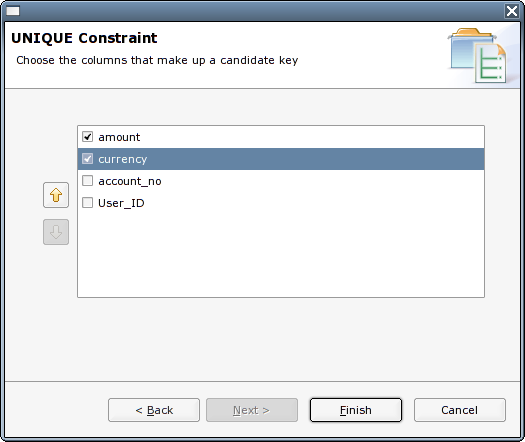 UNIQUE Constraint
Choose the columns that make up a candidate key
amount
currency
account_no
User_ID
< Back
Next >
Finish
Cancel